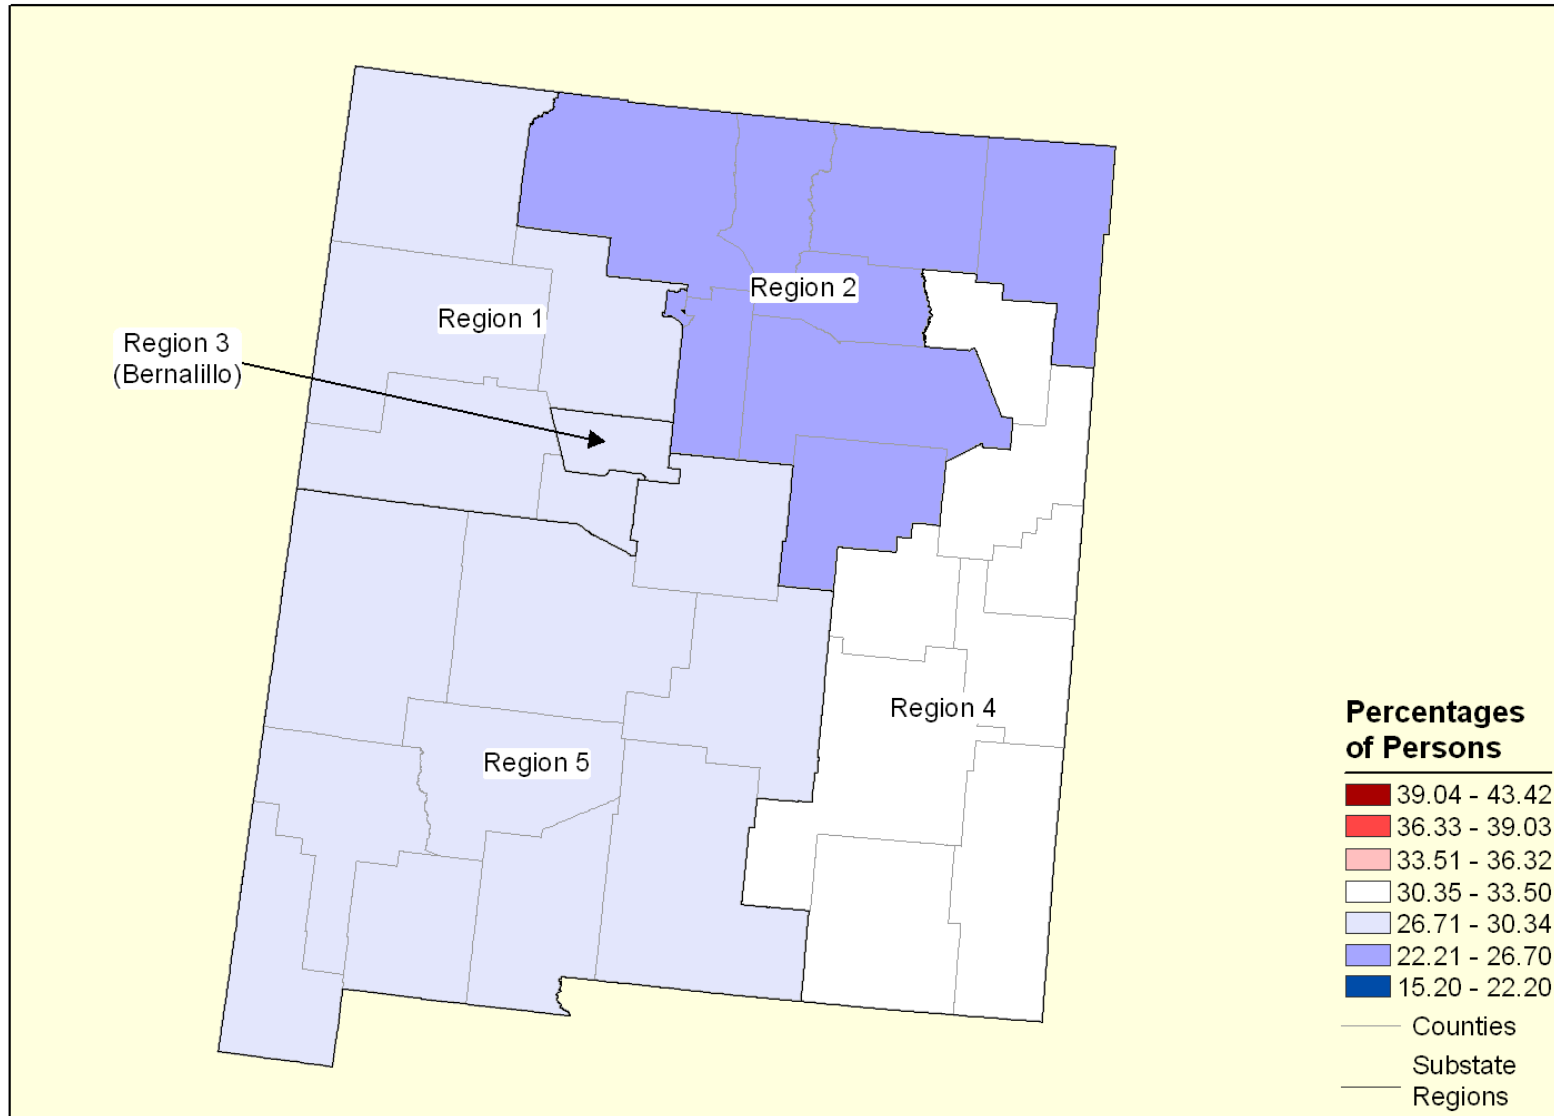 Region 2
Region 1
Region 3
(Bernalillo)
Region 4
Region 5
Percentages
of Persons
39.04 - 43.42
36.33 - 39.03
33.51 - 36.32
30.35 - 33.50
26.71 - 30.34
22.21 - 26.70
15.20 - 22.20
Counties
Substate
Regions